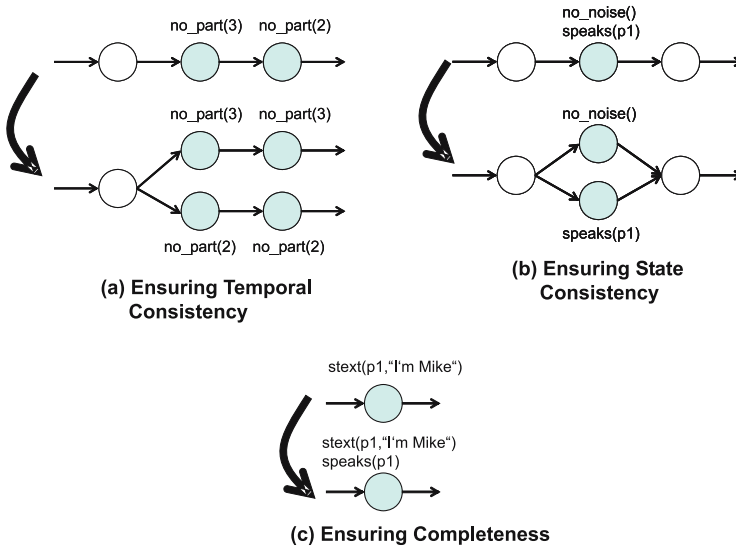 no_part(3) no_part(2)
no_part(3) no_part(3)
no_part(2) no_part(2)
(a) Ensuring Temporal
Consistency
no_noise()
speaks(p1)
no_noise()
speaks(p1)
(b) Ensuring State
Consistency
stext(p1,“I‘m Mike“)
stext(p1,“I‘m Mike“)
speaks(p1)
(c) Ensuring Completeness